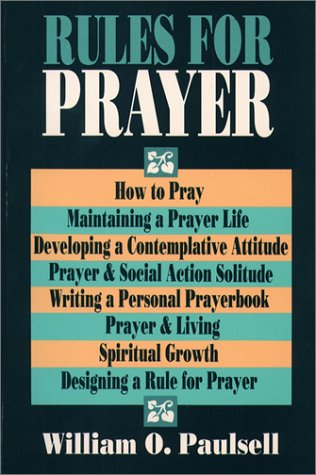 RULES FOR
PRAYER
How to Pray
Maintaining a Prayer Life
Developing a Contemplative Attitude
Prayer & Social Action Solitude
Writing a Personal Prayerbook
Prayer & Living
Spiritual Growth
Designing a Rule for Prayer
William O. Paulsell